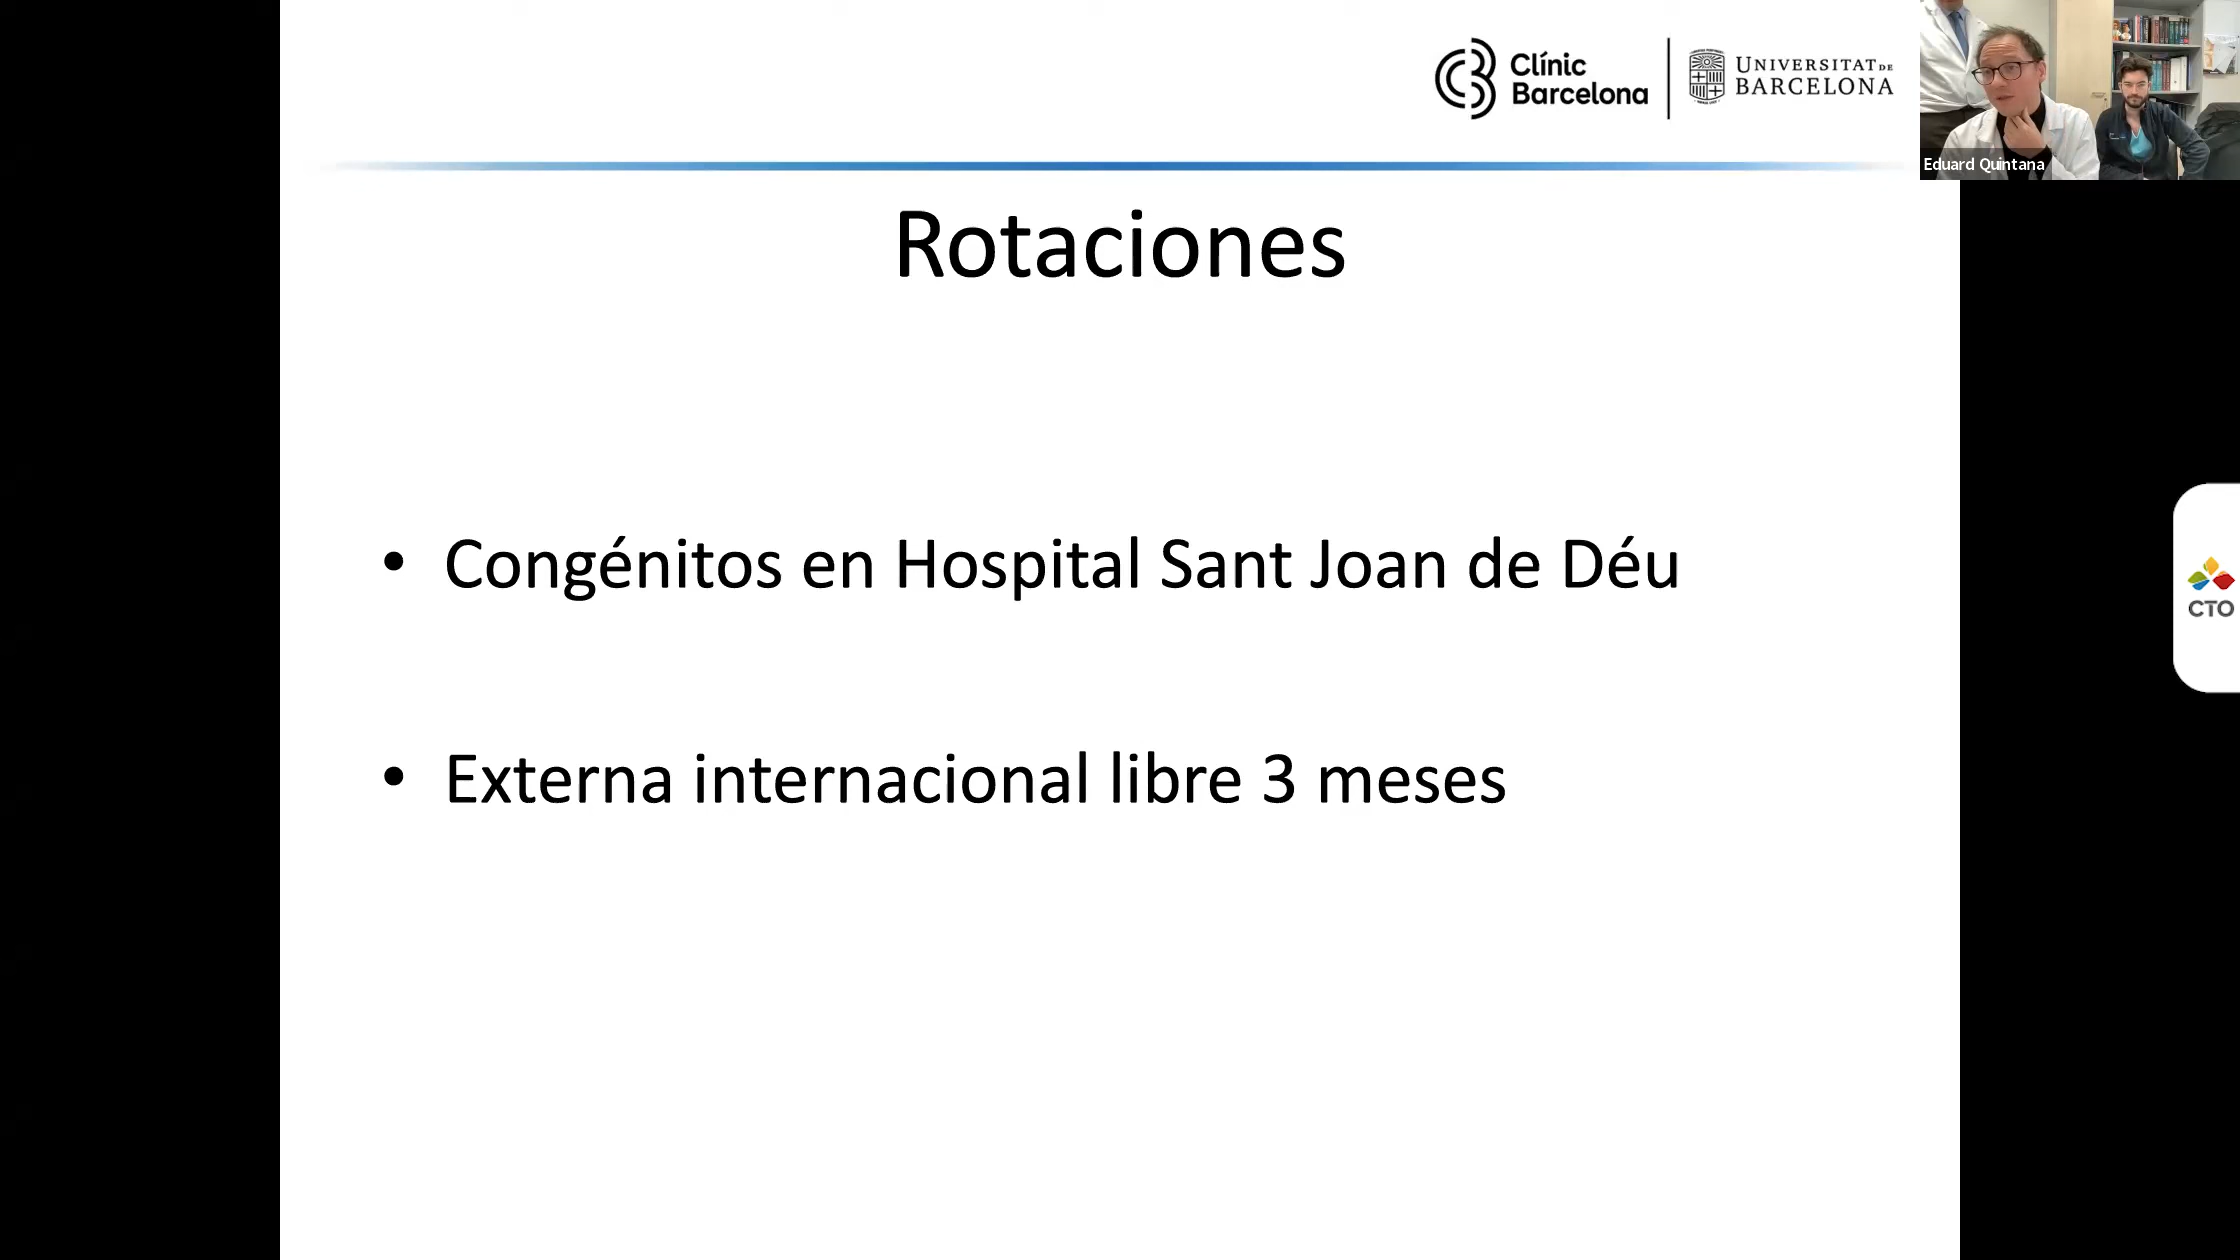 Clínic
Barcelona
UNIVERSITAT DE
BARCELONA
Eduard Quintana
Rotaciones
• Congénitos en Hospital Sant Joan de Déu
• Externa internacional libre 3 meses
CTO